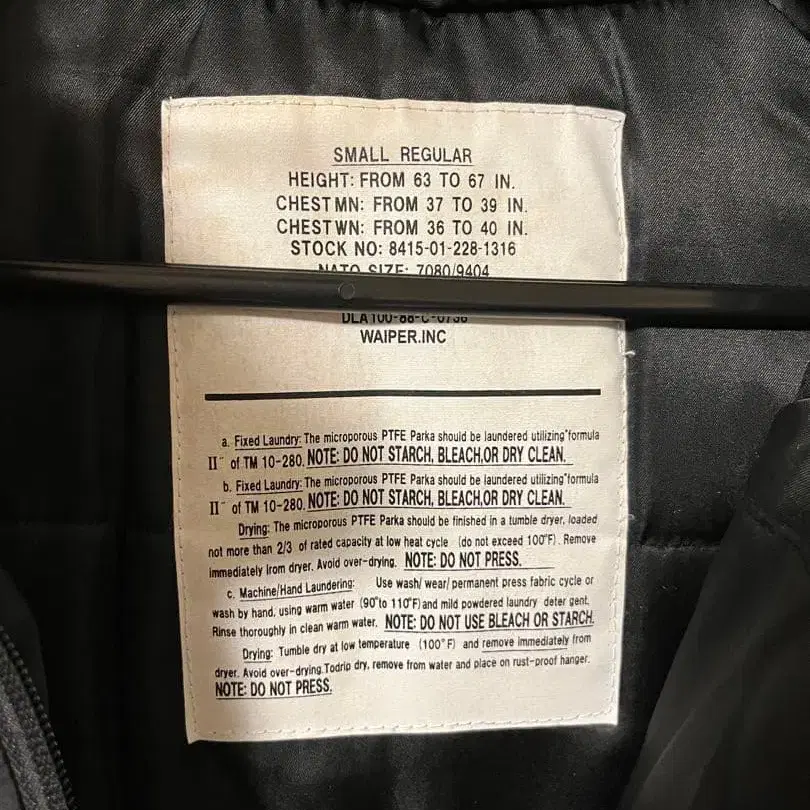 SMALL REGULAR
HEIGHT: FROM 63 TO 67 IN.
CHEST MN: FROM 37 TO 39 IN.
CHEST WN: FROM 36 TO 40 IN.
STOCK NO: 8415-01-228-1316
NATO SIZE: 7080/9404
DLA100-88-C-0736
WAIPER.INC
a. Fixed Laundry: The microporous PTFE Parka should be laundered utilizing"formula
II" of TM 10-280. NOTE: DO NOT STARCH, BLEACH,OR DRY CLEAN.
b. Fixed Laundry: The microporous PTFE Parka should be laundered utilizing"formula
II" of TM 10-280. NOTE: DO NOT STARCH, BLEACH,OR DRY CLEAN.
Drying: The microporous PTFE Parka should be finished in a tumble dryer, loaded
not more than 2/3 of rated capacity at low heat cycle (do not exceed 100°F). Remove
immediately from dryer. Avoid over-drying. NOTE: DO NOT PRESS.
c. Machine/Hand Laundering: Use wash/ wear/ permanent press fabric cycle or
wash by hand, using warm water (90°to 110°F)and mild powdered laundry deter gent.
Rinse thoroughly in clean warm water. NOTE: DO NOT USE BLEACH OR STARCH.
Drying: Tumble dry at low temperature (100°F) and remove immediately from
dryer. Avoid over-drying.Todrip dry, remove from water and place on rust-proof hanger.
NOTE: DO NOT PRESS.